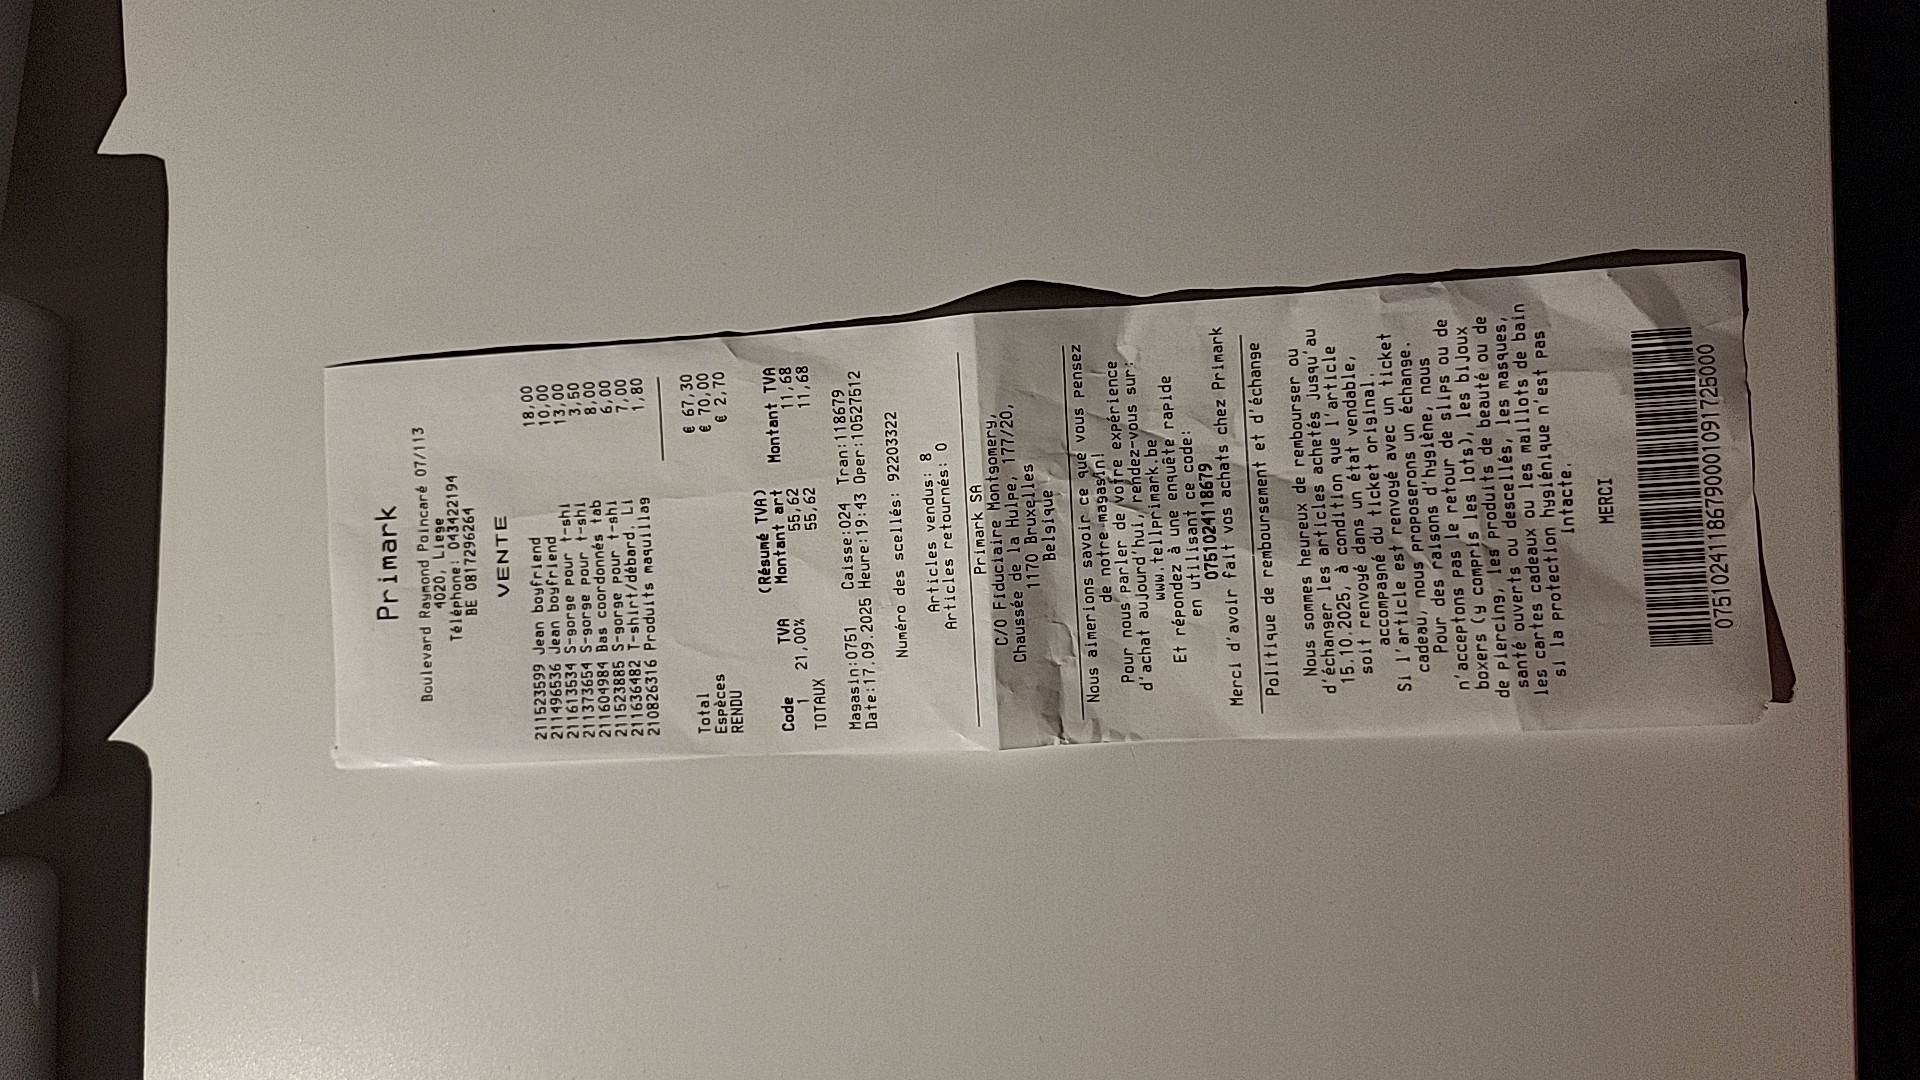 Primark
Boulevard Raymond Poincaré 07/113
4020, Liege
Téléphone: 043422194
BE 0817296264
VENTE
211523599 Jean boyfriend 18,00
211496536 Jean boyfriend 10,00
211613534 S-gorge pour t-shi 13,00
211373654 S-gorge pour t-shi 3,50
211604984 Bas coordonnés tab 8,00
211523885 S-gorge pour t-shi 6,00
211636482 T-shirt/débard. Li 7,00
210826316 Produits maquillag 1,80
Total € 67,30
Espèces € 70,00
RENDU € 2,70
(Résumé TVA)
Code TVA Montant art Montant TVA
1 21,00% 55,62 11,68
TOTAUX 55,62 11,68
Magasin:0751 Caisse:024 Tran:118679
Date:17.09.2025 Heure:19:43 Oper:10527512
Numéro des scellés: 92203322
Articles vendus: 8
Articles retournés: 0
Primark SA
C/O Fiduciaire Montgomery,
Chaussée de la Hulpe, 177/20,
1170 Bruxelles
Belgique
Nous aimerions savoir ce que vous pensez
de notre magasin!
Pour nous parler de votre expérience
d'achat aujourd'hui, rendez-vous sur:
www.tellprimark.be
Et répondez à une enquête rapide
en utilisant ce code:
0751024118679
Merci d'avoir fait vos achats chez Primark
Politique de remboursement et d'échange
Nous sommes heureux de rembourser ou
d'échanger les articles achetés jusqu'au
15.10.2025, à condition que l'article
soit renvoyé dans un état vendable,
accompagné du ticket original.
Si l'article est renvoyé avec un ticket
cadeau, nous proposerons un échange.
Pour des raisons d'hygiène, nous
n'acceptons pas le retour de slips ou de
boxers (y compris les lots), les bijoux
de piercing, les produits de beauté ou de
santé ouverts ou descellés, les masques,
les cartes cadeaux ou les maillots de bain
si la protection hygiénique n'est pas
intacte.
MERCI
07510241186790001091725000